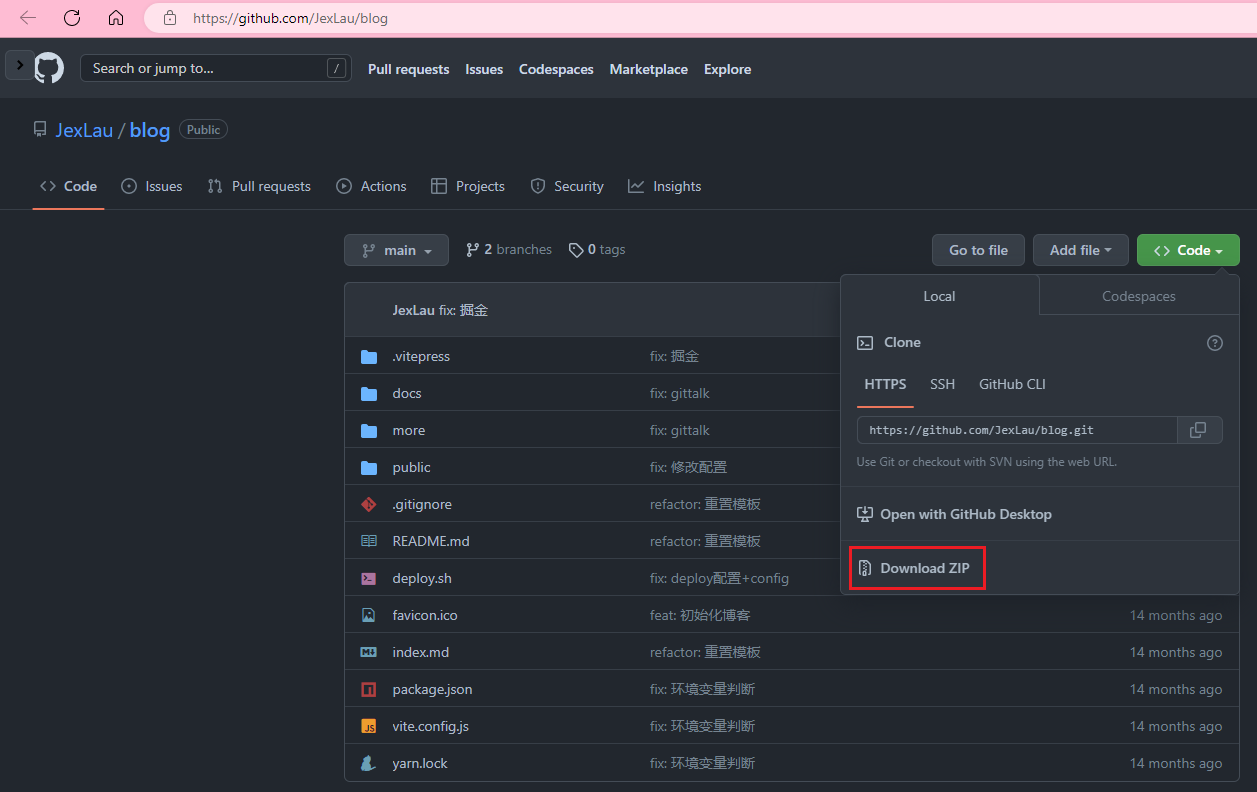 https://github.com/JexLau/blog
Search or jump to... / Pull requests Issues Codespaces Marketplace Explore
JexLau / blog Public
Code Issues Pull requests Actions Projects Security Insights
main 2 branches 0 tags Go to file Add file Code
JexLau fix: 掘金
.vitepress fix: 掘金
docs fix: gittalk
more fix: gittalk
public fix: 修改配置
.gitignore refactor: 重置模板
README.md refactor: 重置模板
deploy.sh fix: deploy配置+config
favicon.ico feat: 初始化博客 14 months ago
index.md refactor: 重置模板 14 months ago
package.json fix: 环境变量判断 14 months ago
vite.config.js fix: 环境变量判断 14 months ago
yarn.lock fix: 环境变量判断 14 months ago
Local Codespaces
Clone
HTTPS SSH GitHub CLI
https://github.com/JexLau/blog.git
Use Git or checkout with SVN using the web URL.
Open with GitHub Desktop
Download ZIP